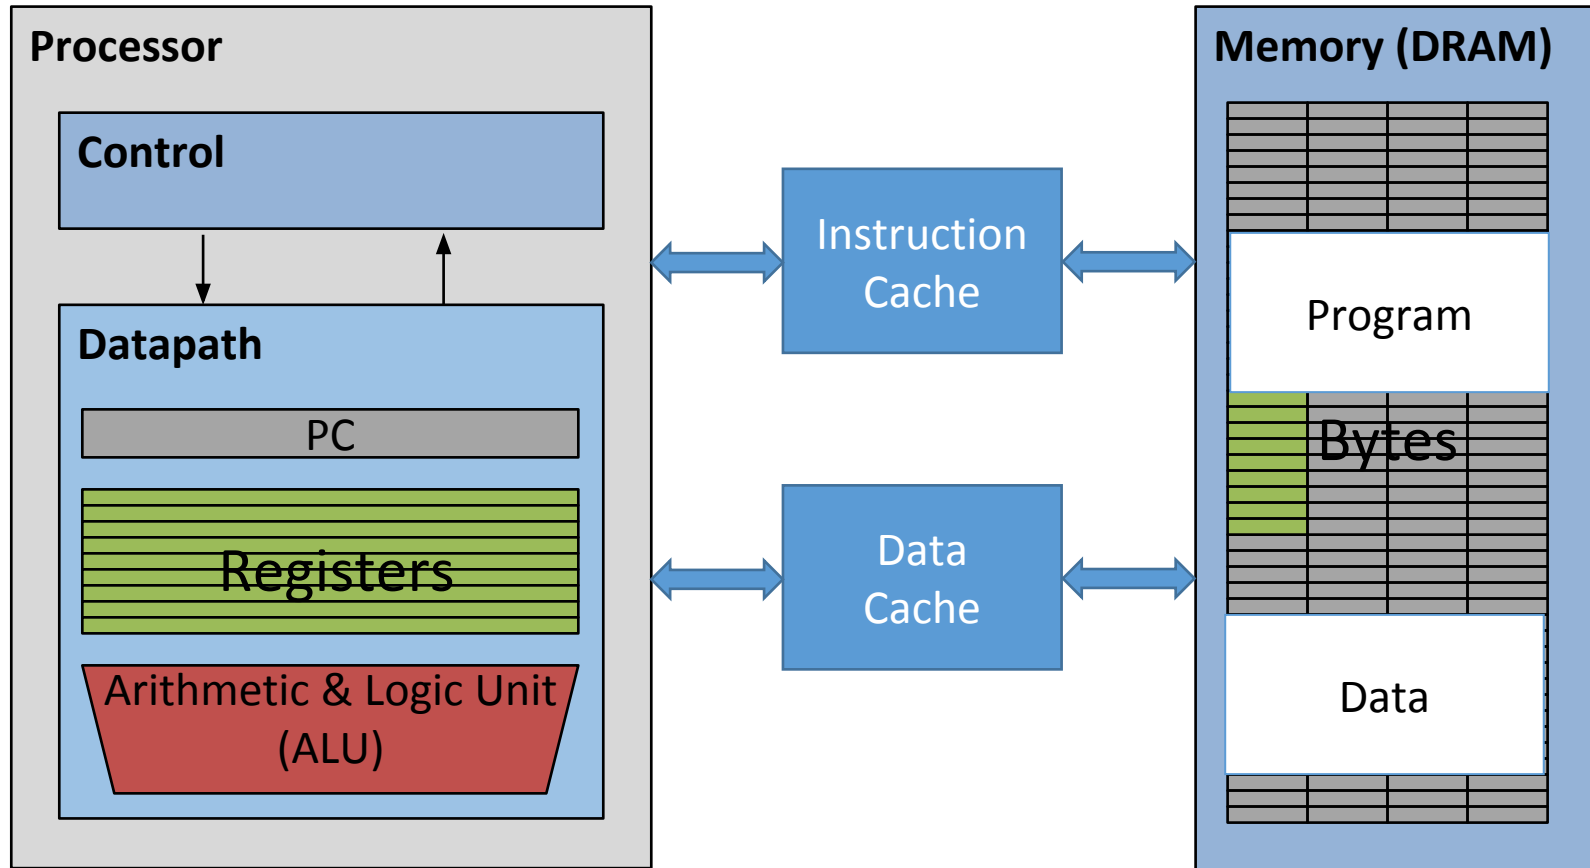 Processor
Control
Datapath
PC
Registers
Arithmetic & Logic Unit
(ALU)
Instruction
Cache
Data
Cache
Memory (DRAM)
Program
Bytes
Data